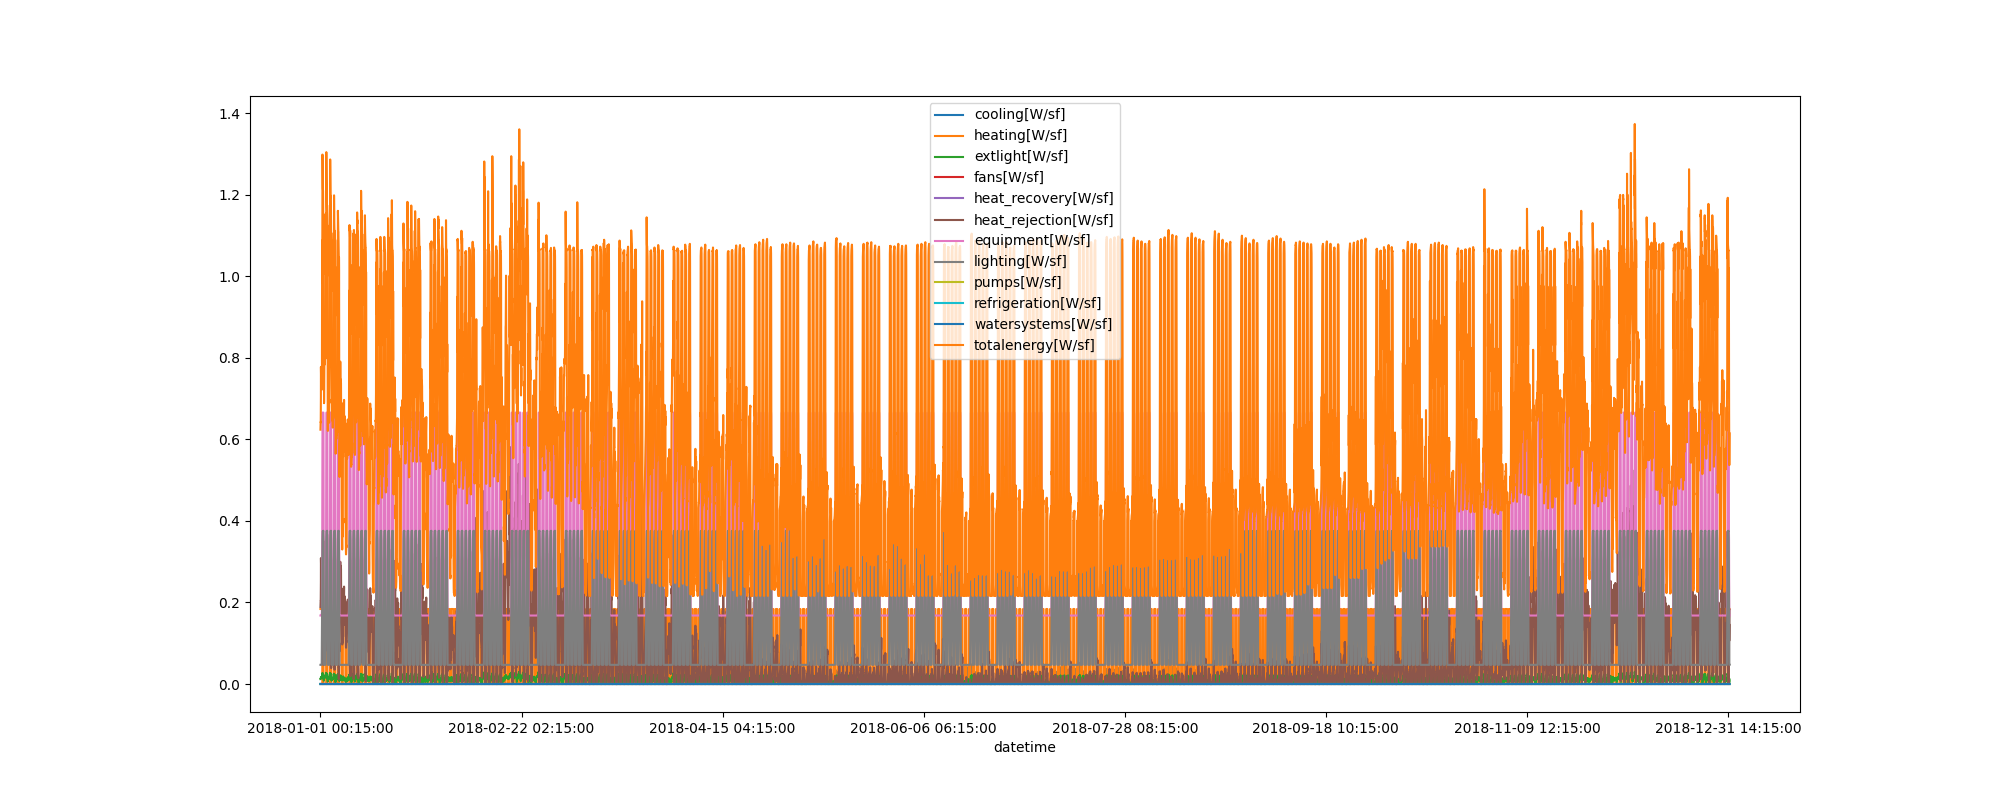 1.4
1.2
1.0
0.8
0.6
0.4
0.2
0.0
cooling[W/sf]
heating[W/sf]
extlight[W/sf]
fans[W/sf]
heat_recovery[W/sf]
heat_rejection[W/sf]
equipment[W/sf]
lighting[W/sf]
pumps[W/sf]
refrigeration[W/sf]
watersystems[W/sf]
totalenergy[W/sf]
2018-01-01 00:15:00 2018-02-22 02:15:00 2018-04-15 04:15:00 2018-06-06 06:15:00 2018-07-28 08:15:00 2018-09-18 10:15:00 2018-11-09 12:15:00 2018-12-31 14:15:00
datetime